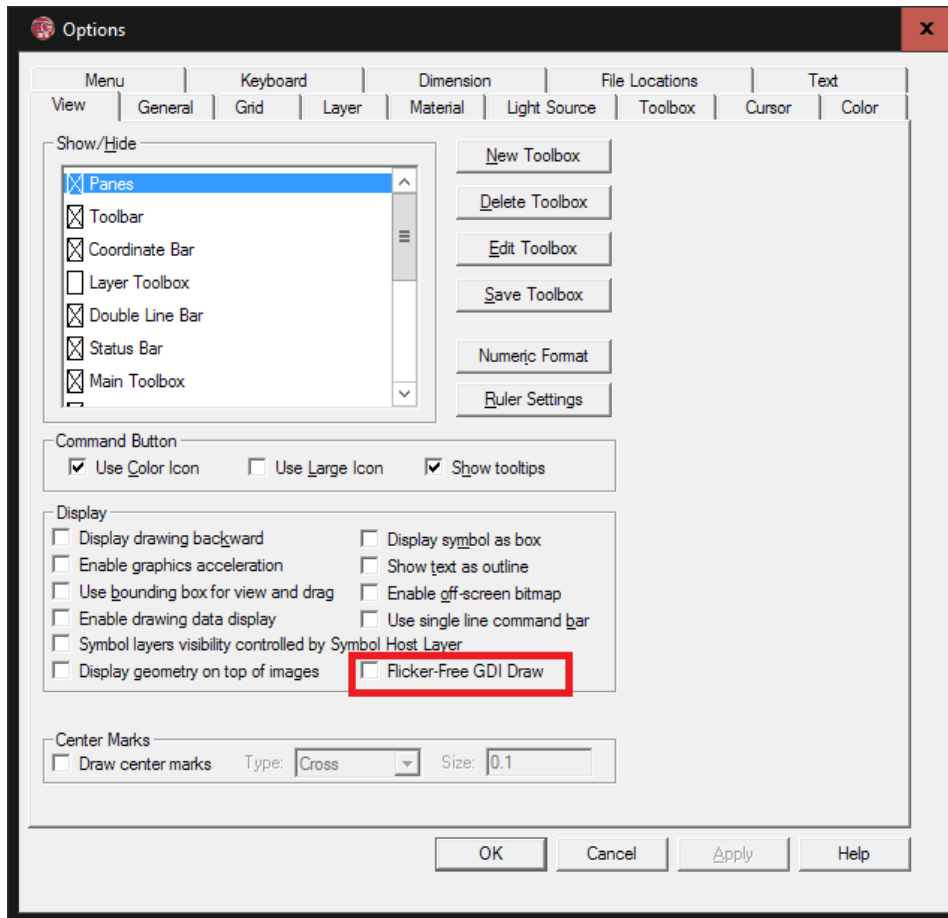 Options
x
Menu Keyboard Dimension File Locations Text
View General Grid Layer Material Light Source Toolbox Cursor Color
Show/Hide
Panes
Toolbar
Coordinate Bar
Layer Toolbox
Double Line Bar
Status Bar
Main Toolbox
New Toolbox
Delete Toolbox
Edit Toolbox
Save Toolbox
Numeric Format
Ruler Settings
Command Button
Use Color Icon Use Large Icon Show tooltips
Display
Display drawing backward Display symbol as box
Enable graphics acceleration Show text as outline
Use bounding box for view and drag Enable off-screen bitmap
Enable drawing data display Use single line command bar
Symbol layers visibility controlled by Symbol Host Layer
Display geometry on top of images Flicker-Free GDI Draw
Center Marks
Draw center marks Type: Cross Size: 0.1
OK Cancel Apply Help